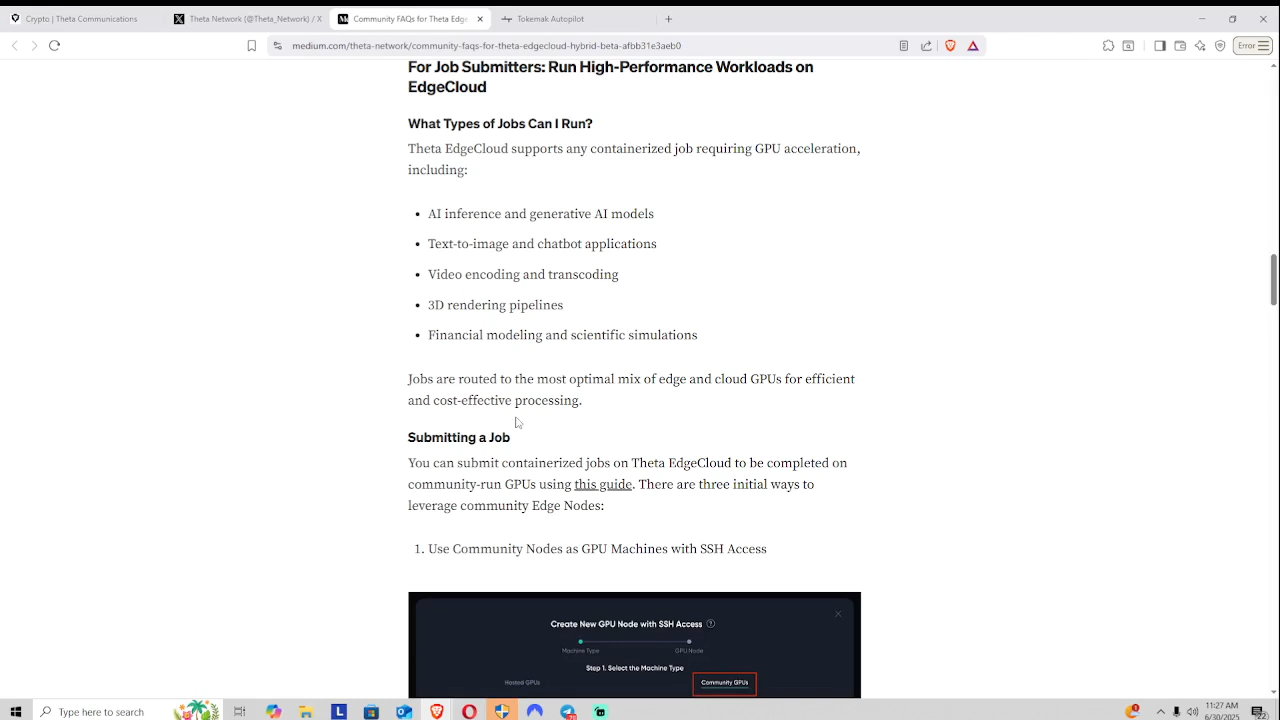 Crypto | Theta Communications
Theta Network (@Theta_Network) / X
Community FAQs for Theta Edge
Tokemak Autopilot
medium.com/theta-network/community-faqs-for-theta-edgecloud-hybrid-beta-afbb31e3aeb0
Error
For Job Submitters: Run High-Performance Workloads on
EdgeCloud
What Types of Jobs Can I Run?
Theta EdgeCloud supports any containerized job requiring GPU acceleration,
including:
• AI inference and generative AI models
• Text-to-image and chatbot applications
• Video encoding and transcoding
• 3D rendering pipelines
• Financial modeling and scientific simulations
Jobs are routed to the most optimal mix of edge and cloud GPUs for efficient
and cost-effective processing.
Submitting a Job
You can submit containerized jobs on Theta EdgeCloud to be completed on
community-run GPUs using this guide. There are three initial ways to
leverage community Edge Nodes:
1. Use Community Nodes as GPU Machines with SSH Access
Create New GPU Node with SSH Access
Machine Type
GPU Node
Step 1. Select the Machine Type
Hosted GPUs
Community GPUs
Type here to search
11:27 AM